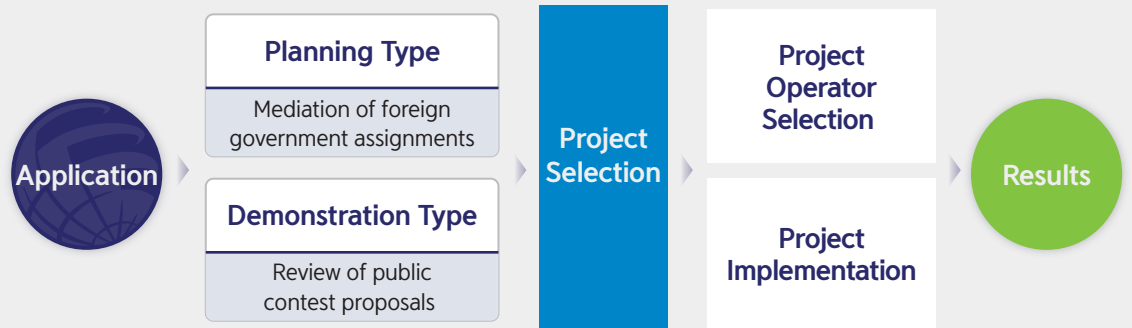 Application
Planning Type
Mediation of foreign
government assignments
Demonstration Type
Review of public
contest proposals
Project
Selection
Project
Operator
Selection
Project
Implementation
Results